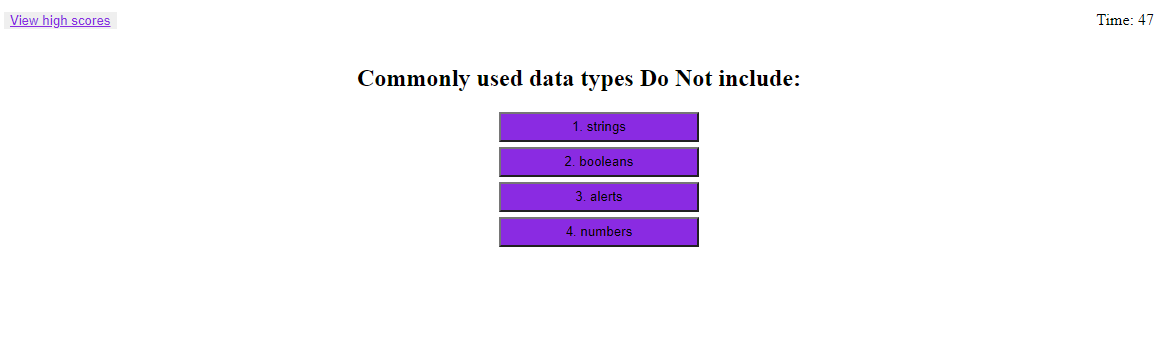 View high scores
Time: 47
Commonly used data types Do Not include:
1. strings
2. booleans
3. alerts
4. numbers